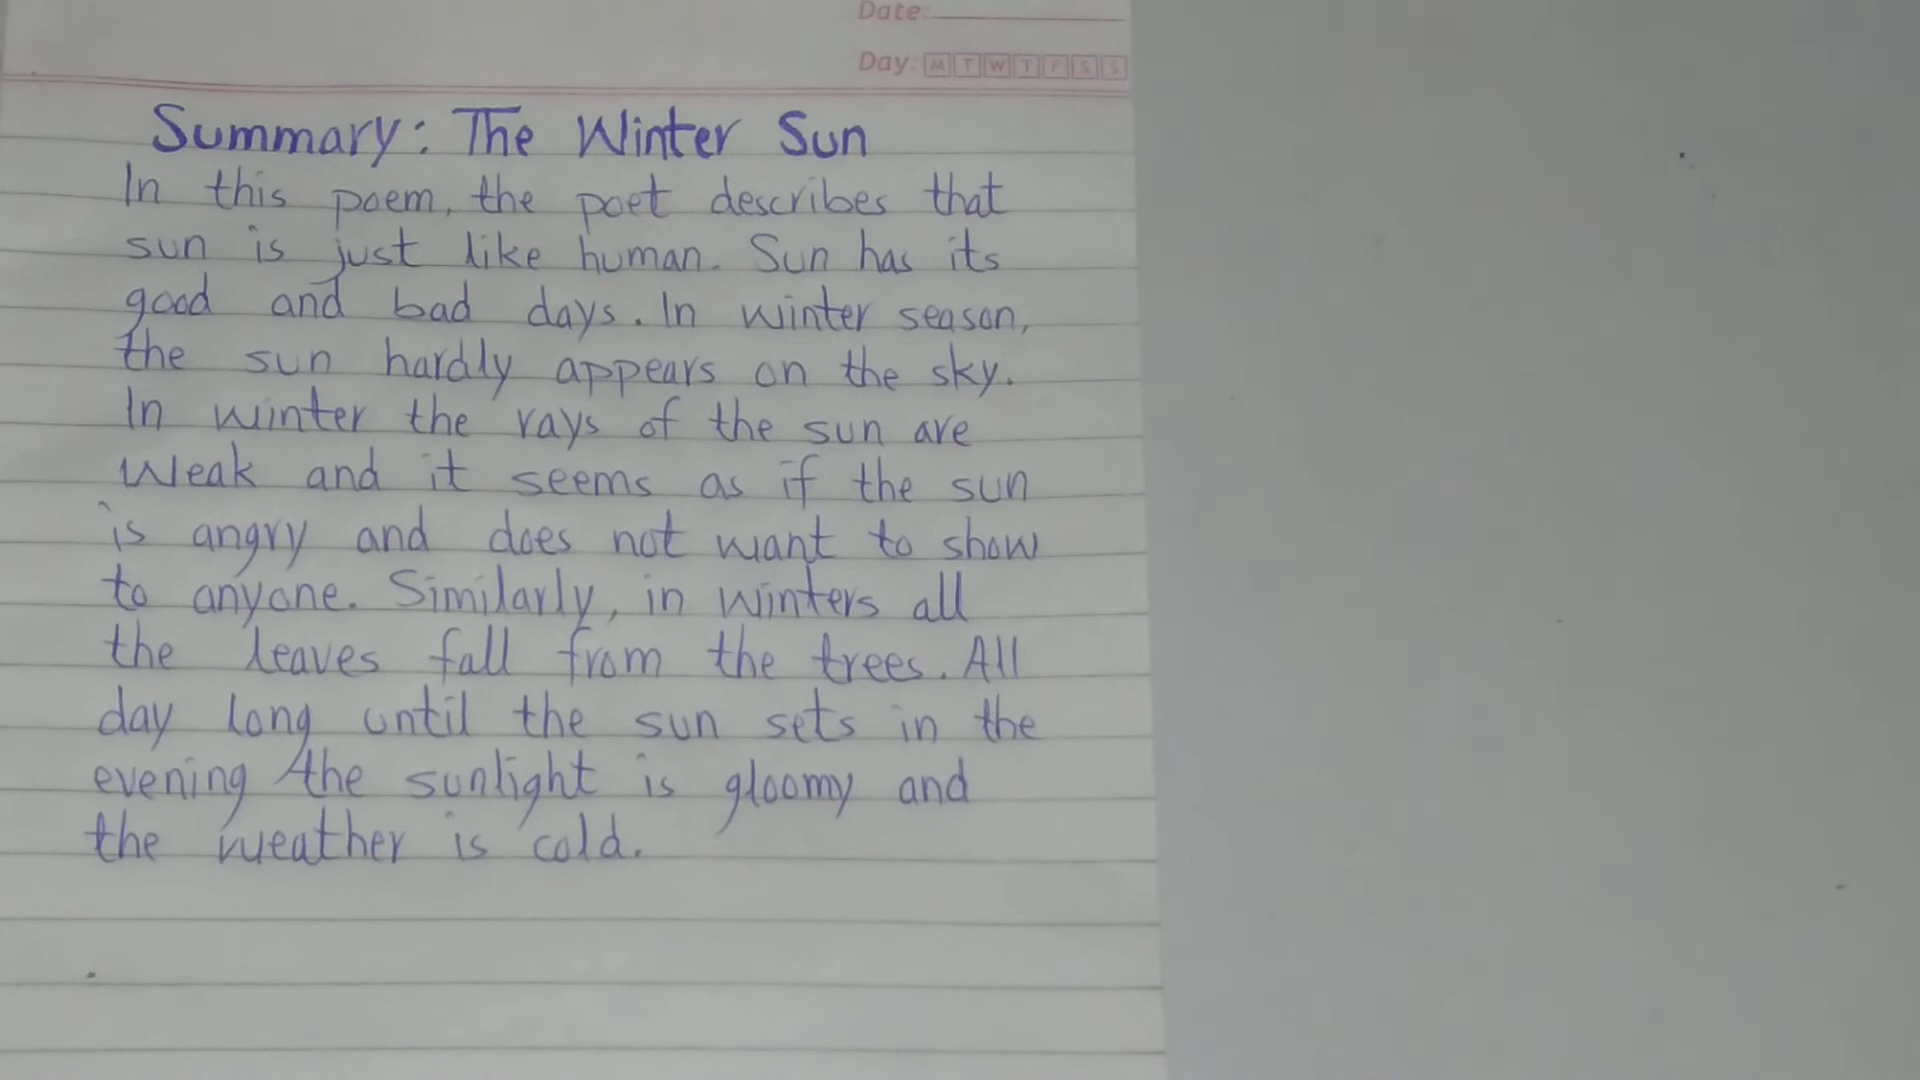 Date:
Day: M T W T F S S
Summary: The Winter Sun
In this poem, the poet describes that
sun is just like human. Sun has its
good and bad days. In winter season,
the sun hardly appears on the sky.
In winter the rays of the sun are
weak and it seems as if the sun
is angry and does not want to show
to anyone. Similarly, in winters all
the leaves fall from the trees. All
day long until the sun sets in the
evening the sunlight is gloomy and
the weather is cold.